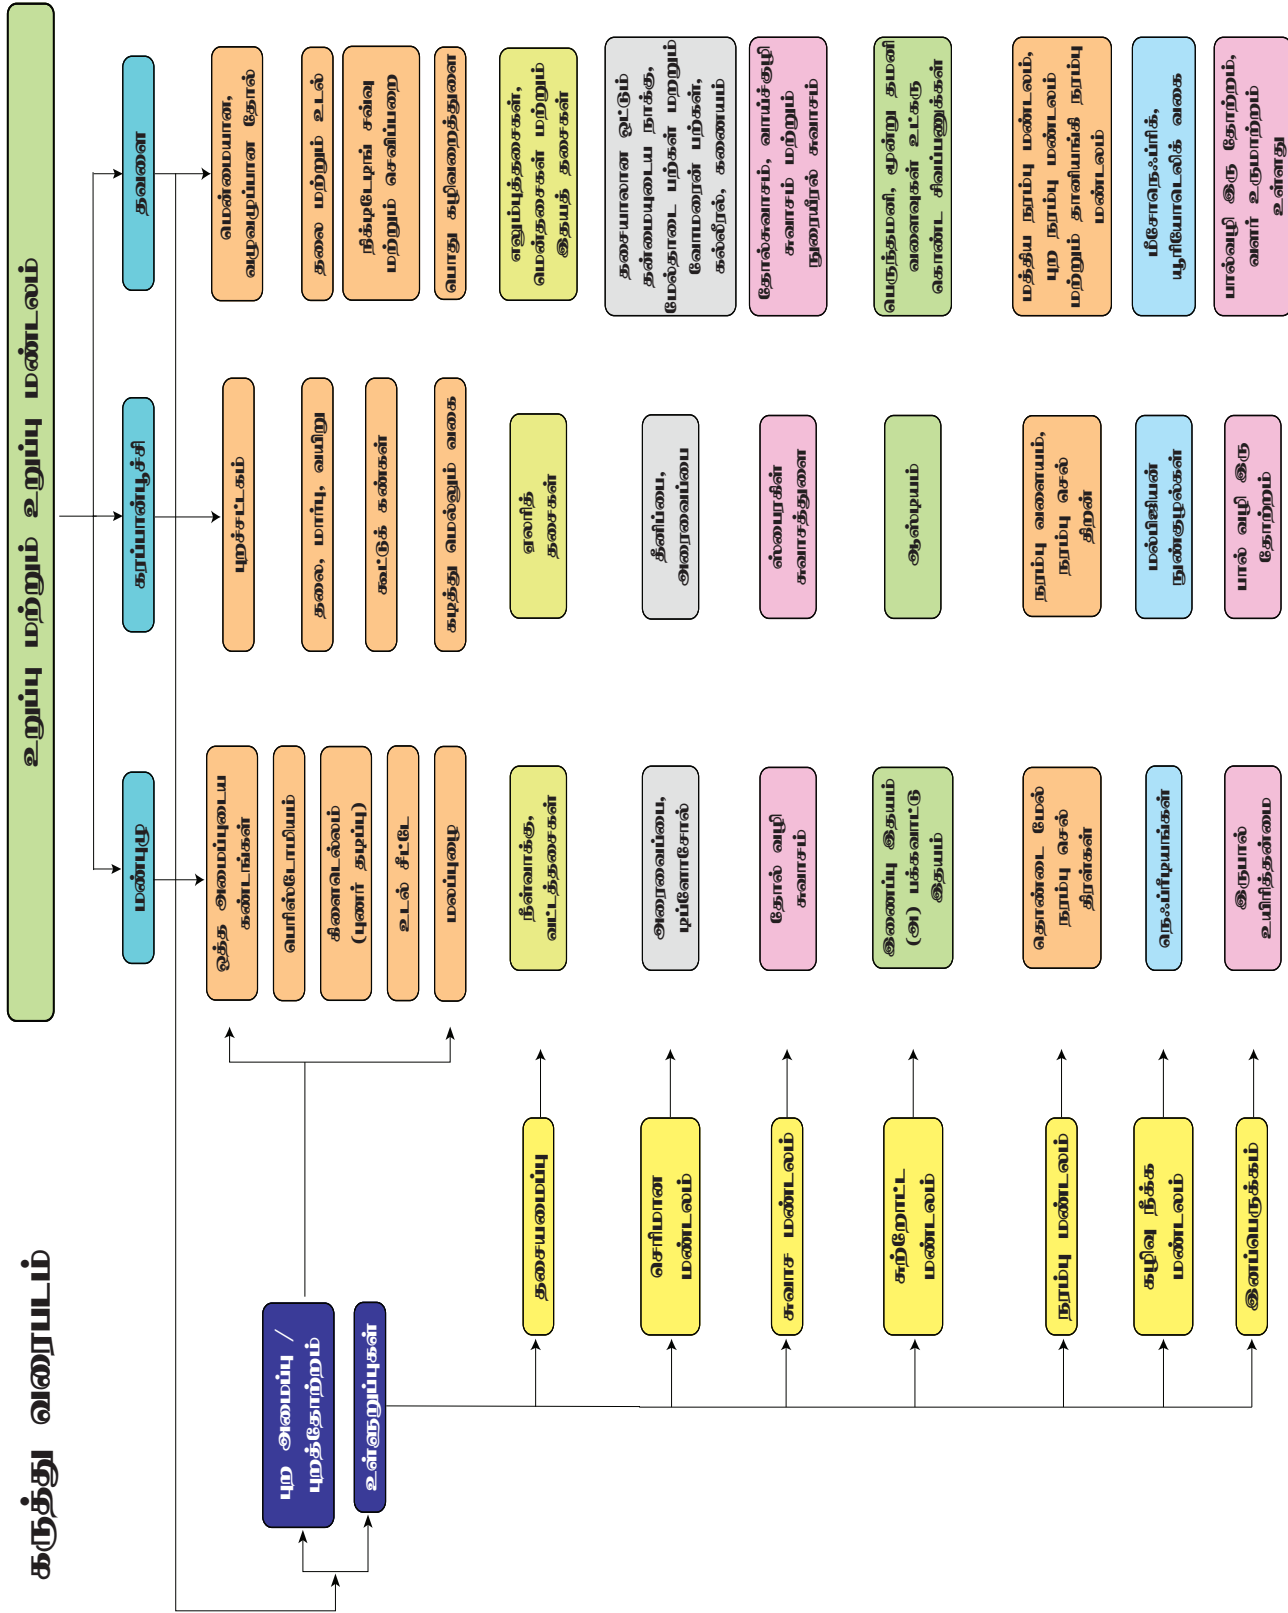 கருத்து வரைபடம்
உறுப்பு மற்றும் உறுப்பு மண்டலம்
மண்புழு
கரப்பான்பூச்சி
தவளை
புற அமைப்பு /
புறத்தோற்றம்
ஒத்த அமைப்புடைய
கண்டங்கள்
புறச்சட்டகம்
மென்மையான,
வழுவழுப்பான தோல்
பெரிஸ்டோமியம்
தலை, மார்பு, வயிறு
தலை மற்றும் உடல்
கிளைடெல்லம்
(புணர் தடிப்பு)
கூட்டுக் கண்கள்
நிக்டிடேடிங் சவ்வு
மற்றும் செவிப்பறை
உடல் சீட்டே
மலப்புழை
கடித்து மெல்லும் வகை
பொது கழிவறைத்துளை
உள்ளுறுப்புகள்
தசையமைப்பு
நீள்வாக்கு,
வட்டத்தசைகள்
ஏலரித்
தசைகள்
எலும்புத்தசைகள்,
மென்தசைகள் மற்றும்
இதயத் தசைகள்
செரிமான
மண்டலம்
அரைவைப்பை,
டிப்ளோசோல்
தீனிப்பை,
அரைவைப்பை
தசையாலான ஒட்டும்
தன்மையுடைய நாக்கு,
மேல்தாடை பற்கள் மற்றும்
வோமரைன் பற்கள்,
கல்லீரல், கணையம்
சுவாச மண்டலம்
தோல் வழி
சுவாசம்
ஸ்பைரகிள்
சுவாசத்துளை
தோல்சுவாசம், வாய்க்குழி
சுவாசம் மற்றும்
நுரையீரல் சுவாசம்
சுற்றோட்ட
மண்டலம்
இணைப்பு இதயம்
(அ) பக்கவாட்டு
இதயம்
ஆஸ்டியம்
பெருந்தமனி, மூன்று தமனி
வளைவுகள் உட்கரு
கொண்ட சிவப்பணுக்கள்
நரம்பு மண்டலம்
தொண்டை மேல்
நரம்பு செல்
திரள்கள்
நரம்பு வளையம்,
நரம்பு செல்
திறன்
மத்திய நரம்பு மண்டலம்,
புற நரம்பு மண்டலம்
மற்றும் தானியங்கி நரம்பு
மண்டலம்
கழிவு நீக்க
மண்டலம்
நெஃப்ரீடியங்கள்
மல்பிஜியன்
நுண்குழல்கள்
மீசோநெஃப்ரிக்,
யூரியோடெலிக் வகை
இனப்பெருக்கம்
இருபால்
உயிரித்தன்மை
பால் வழி இரு
தோற்றம்
பால்வழி இரு தோற்றம்,
வளர் உருமாற்றம்
உள்ளது